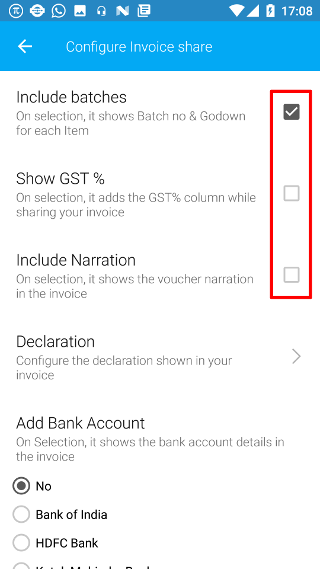 17:08
Configure Invoice share
Include batches
On selection, it shows Batch no & Godown
for each Item
Show GST %
On selection, it adds the GST% column while
sharing your invoice
Include Narration
On selection, it shows the voucher narration
in the invoice
Declaration
Configure the declaration shown in your
invoice
Add Bank Account
On Selection, it shows the bank account details in
the invoice
No
Bank of India
HDFC Bank